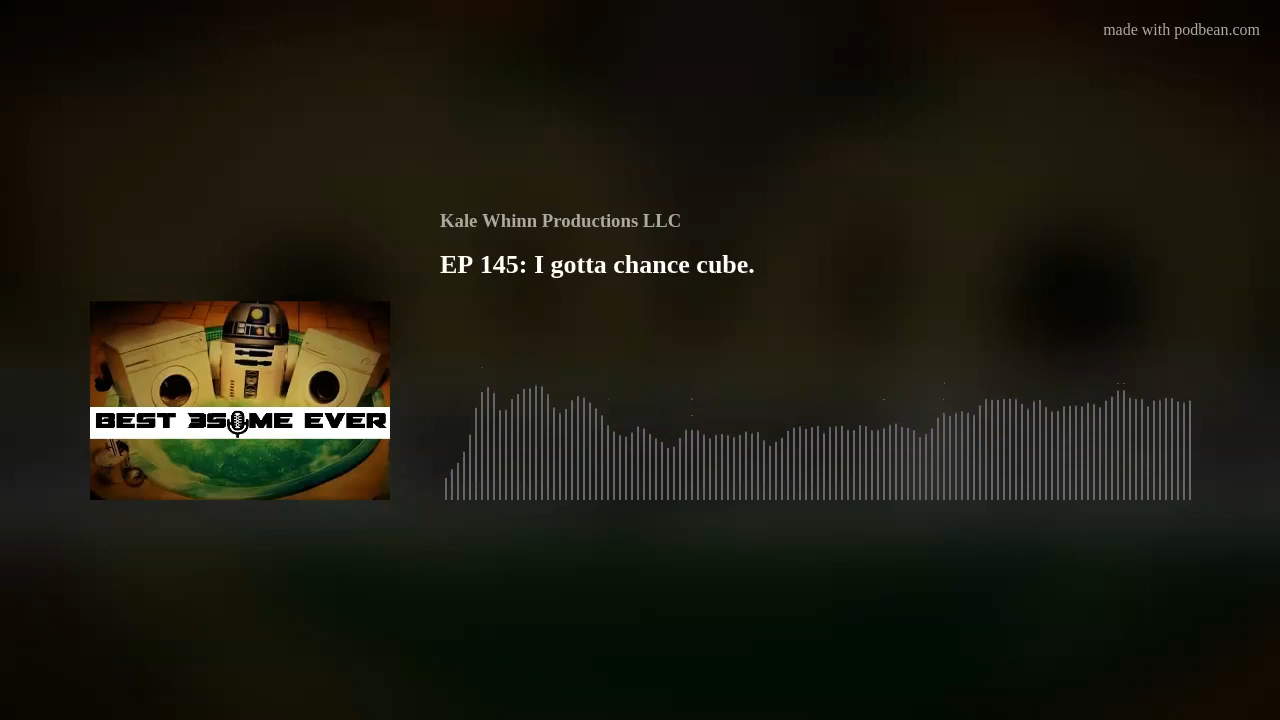 made with podbean.com
Kale Whinn Productions LLC
EP 145: I gotta chance cube.
BEST 3SOME EVER